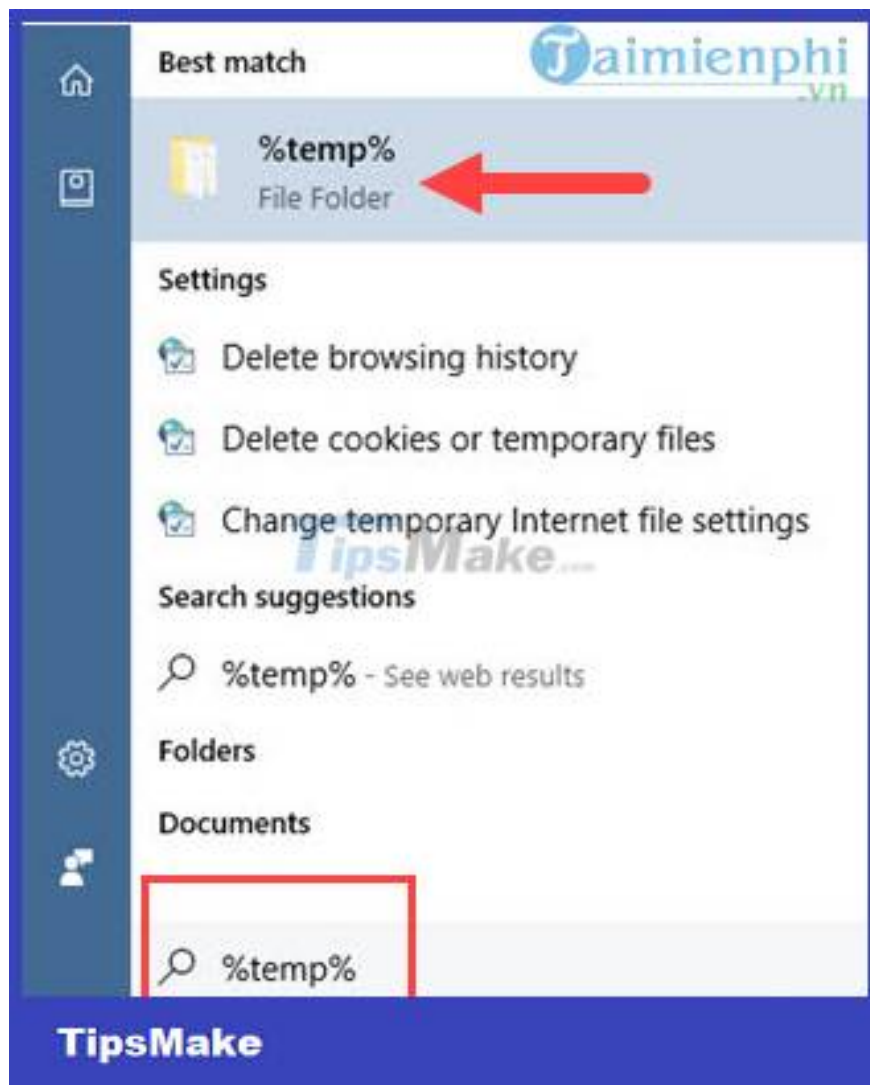 Best match
Taimienphi
.vn
%temp%
File Folder
Settings
Delete browsing history
Delete cookies or temporary files
Change temporary Internet file settings
TipsMake.com
Search suggestions
%temp% - See web results
Folders
Documents
%temp%
TipsMake